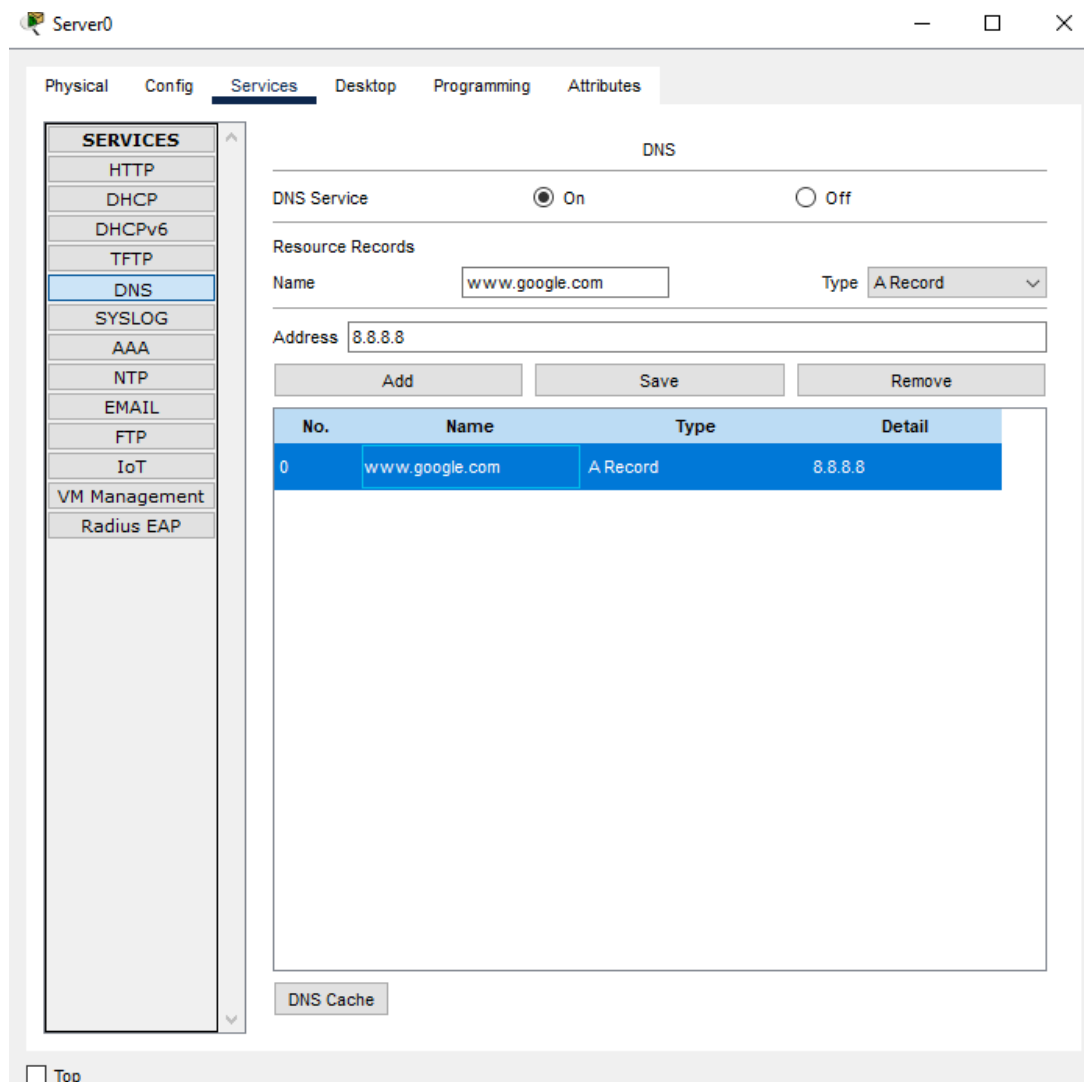 Server0
Physical Config Services Desktop Programming Attributes
SERVICES
HTTP
DHCP
DHCPv6
TFTP
DNS
SYSLOG
AAA
NTP
EMAIL
FTP
IoT
VM Management
Radius EAP
DNS
DNS Service On Off
Resource Records
Name www.google.com Type A Record
Address 8.8.8.8
Add Save Remove
No. Name Type Detail
0 www.google.com A Record 8.8.8.8
DNS Cache
Top